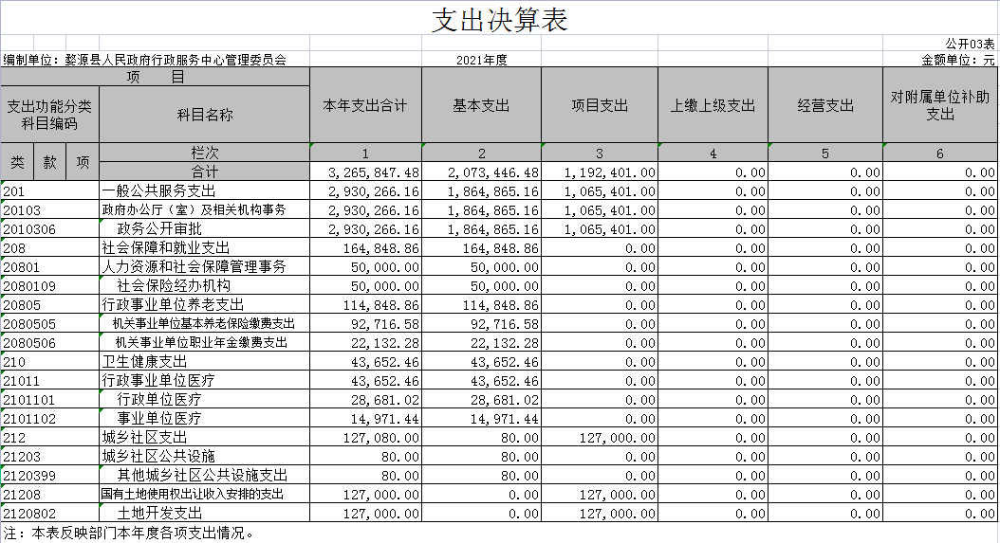 支出决算表
公开03表
编制单位：婺源县人民政府行政服务中心管理委员会 2021年度 金额单位：元
项 目 本年支出合计 基本支出 项目支出 上缴上级支出 经营支出 对附属单位补助支出
支出功能分类科目编码 科目名称
类 款 项 栏次 1 2 3 4 5 6
合计 3,265,847.48 2,073,446.48 1,192,401.00 0.00 0.00 0.00
201 一般公共服务支出 2,930,266.16 1,864,865.16 1,065,401.00 0.00 0.00 0.00
20103 政府办公厅（室）及相关机构事务 2,930,266.16 1,864,865.16 1,065,401.00 0.00 0.00 0.00
2010306 政务公开审批 2,930,266.16 1,864,865.16 1,065,401.00 0.00 0.00 0.00
208 社会保障和就业支出 164,848.86 164,848.86 0.00 0.00 0.00 0.00
20801 人力资源和社会保障管理事务 50,000.00 50,000.00 0.00 0.00 0.00 0.00
2080109 社会保险经办机构 50,000.00 50,000.00 0.00 0.00 0.00 0.00
20805 行政事业单位养老支出 114,848.86 114,848.86 0.00 0.00 0.00 0.00
2080505 机关事业单位基本养老保险缴费支出 92,716.58 92,716.58 0.00 0.00 0.00 0.00
2080506 机关事业单位职业年金缴费支出 22,132.28 22,132.28 0.00 0.00 0.00 0.00
210 卫生健康支出 43,652.46 43,652.46 0.00 0.00 0.00 0.00
21011 行政事业单位医疗 43,652.46 43,652.46 0.00 0.00 0.00 0.00
2101101 行政单位医疗 28,681.02 28,681.02 0.00 0.00 0.00 0.00
2101102 事业单位医疗 14,971.44 14,971.44 0.00 0.00 0.00 0.00
212 城乡社区支出 127,080.00 80.00 127,000.00 0.00 0.00 0.00
21203 城乡社区公共设施 80.00 80.00 0.00 0.00 0.00 0.00
2120399 其他城乡社区公共设施支出 80.00 80.00 0.00 0.00 0.00 0.00
21208 国有土地使用权出让收入安排的支出 127,000.00 0.00 127,000.00 0.00 0.00 0.00
2120802 土地开发支出 127,000.00 0.00 127,000.00 0.00 0.00 0.00
注：本表反映部门本年度各项支出情况。